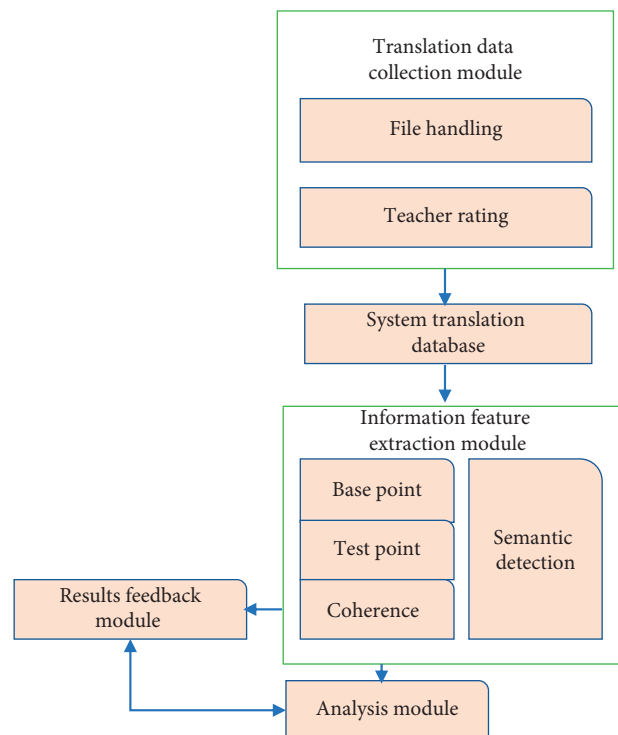 Translation data
collection module
File handling
Teacher rating
System translation
database
Information feature
extraction module
Base point
Test point
Coherence
Semantic
detection
Results feedback
module
Analysis module